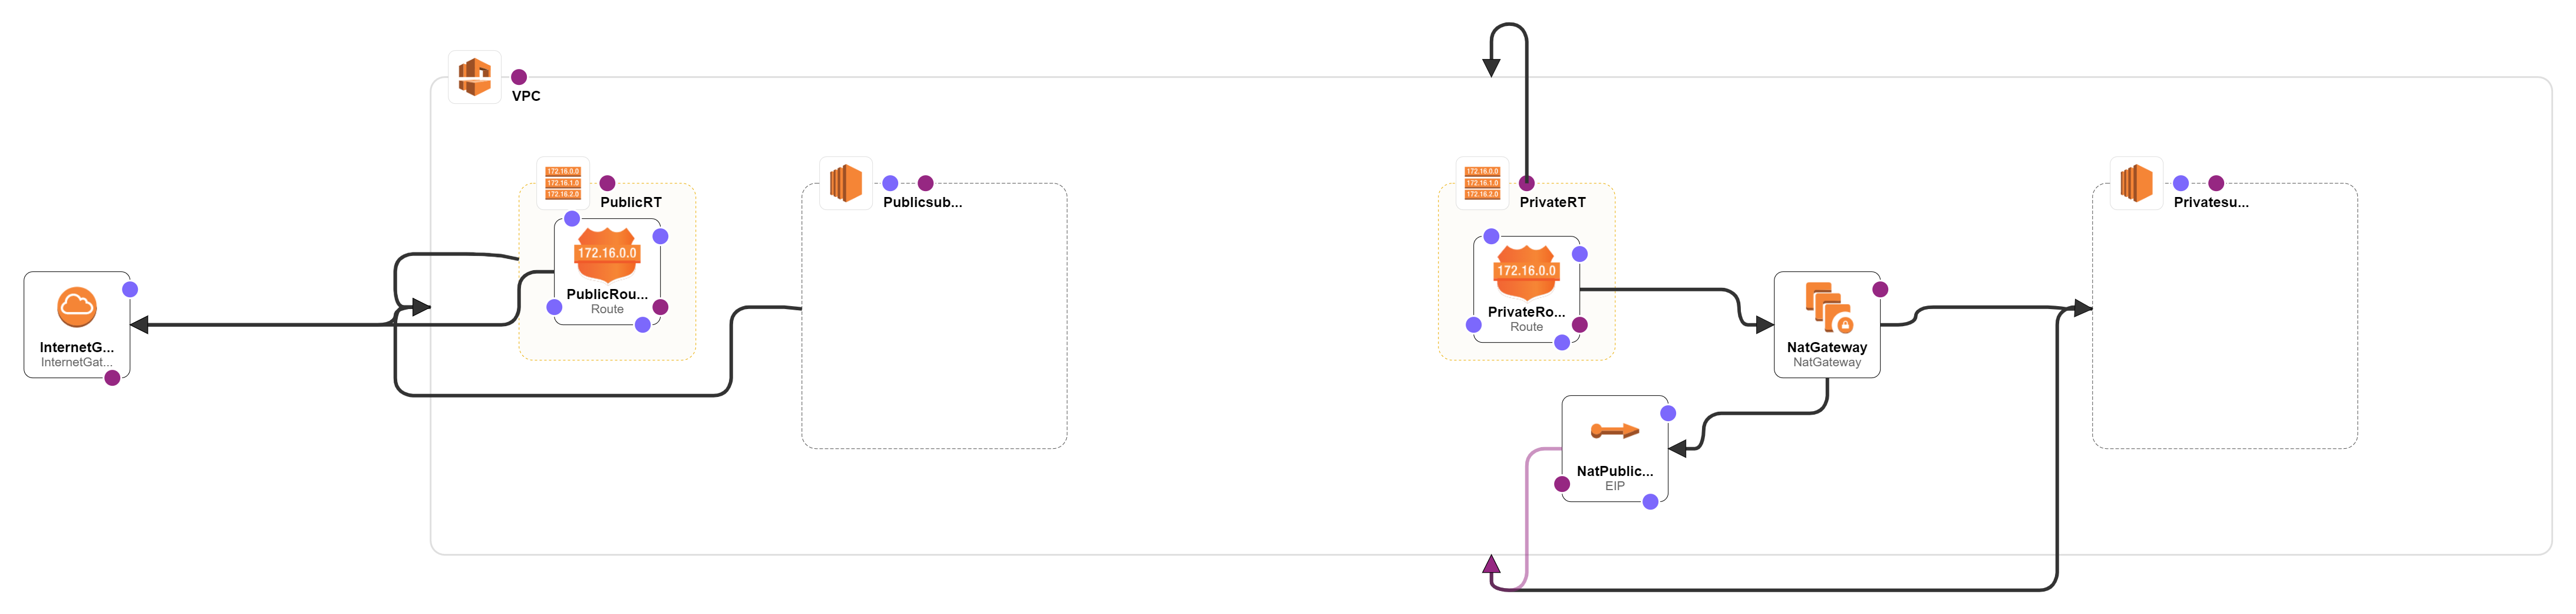 VPC
172.16.0.0
172.16.1.0
172.16.2.0
PublicRT
172.16.0.0
PublicRou...
Route
Publicsub...
172.16.0.0
172.16.1.0
172.16.2.0
PrivateRT
172.16.0.0
PrivateRo...
Route
Privatesu...
InternetG...
InternetGat...
NatGateway
NatGateway
NatPublic...
EIP